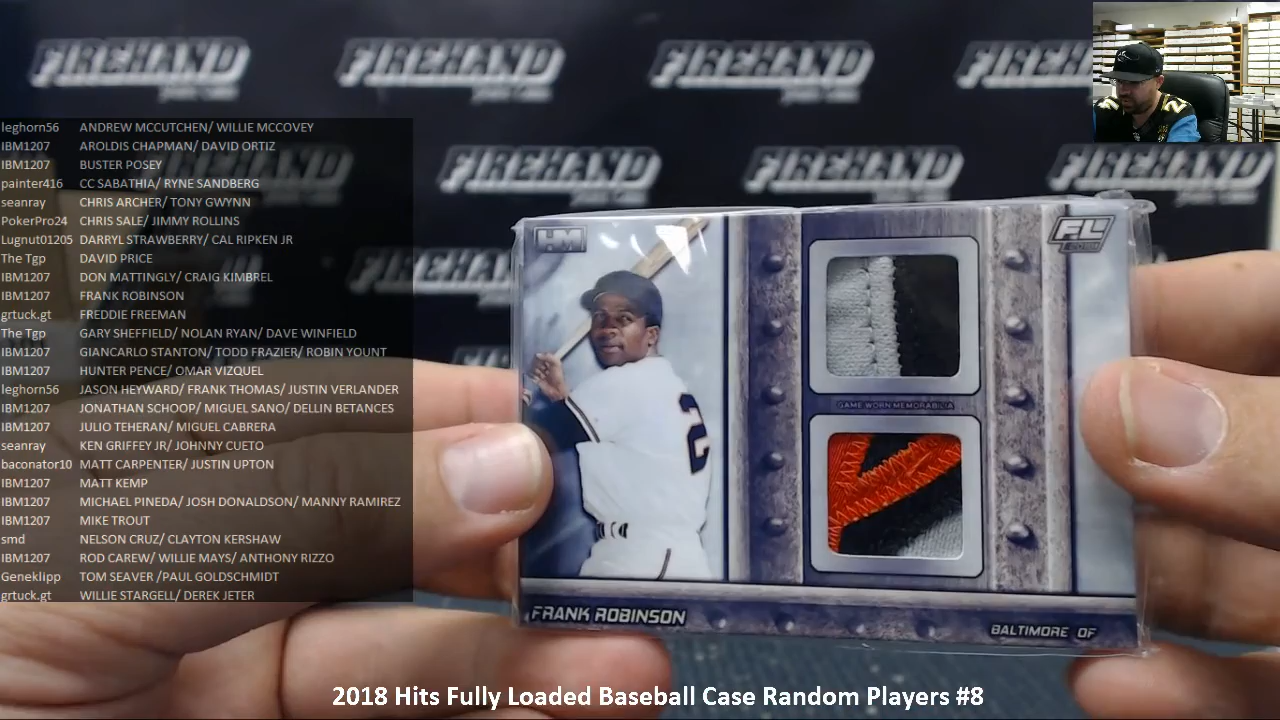 FIREHAND FIREHAND FIREHAND FIREHAND
FIREHAND FIREHAND FIREHAND FIREHAND
leghorn56 ANDREW MCCUTCHEN/ WILLIE MCCOVEY
IBM1207 AROLDIS CHAPMAN/ DAVID ORTIZ
IBM1207 BUSTER POSEY
painter416 CC SABATHIA/ RYNE SANDBERG
seanray CHRIS ARCHER/ TONY GWYNN
PokerPro24 CHRIS SALE/ JIMMY ROLLINS
Lugnut01205 DARRYL STRAWBERRY/ CAL RIPKEN JR
The Tgp DAVID PRICE
IBM1207 DON MATTINGLY/ CRAIG KIMBREL
IBM1207 FRANK ROBINSON
grtuck.gt FREDDIE FREEMAN
The Tgp GARY SHEFFIELD/ NOLAN RYAN/ DAVE WINFIELD
IBM1207 GIANCARLO STANTON/ TODD FRAZIER/ ROBIN YOUNT
IBM1207 HUNTER PENCE/ OMAR VIZQUEL
leghorn56 JASON HEYWARD/ FRANK THOMAS/ JUSTIN VERLANDER
IBM1207 JONATHAN SCHOOP/ MIGUEL SANO/ DELLIN BETANCES
IBM1207 JULIO TEHERAN/ MIGUEL CABRERA
seanray KEN GRIFFEY JR/ JOHNNY CUETO
baconator10 MATT CARPENTER/ JUSTIN UPTON
IBM1207 MATT KEMP
IBM1207 MICHAEL PINEDA/ JOSH DONALDSON/ MANNY RAMIREZ
IBM1207 MIKE TROUT
smd NELSON CRUZ/ CLAYTON KERSHAW
IBM1207 ROD CAREW/ WILLIE MAYS/ ANTHONY RIZZO
Geneklipp TOM SEAVER /PAUL GOLDSCHMIDT
grtuck.gt WILLIE STARGELL/ DEREK JETER
HM
FL
2
GAME WORN MEMORABILIA
FRANK ROBINSON
BALTIMORE OF
2018 Hits Fully Loaded Baseball Case Random Players #8